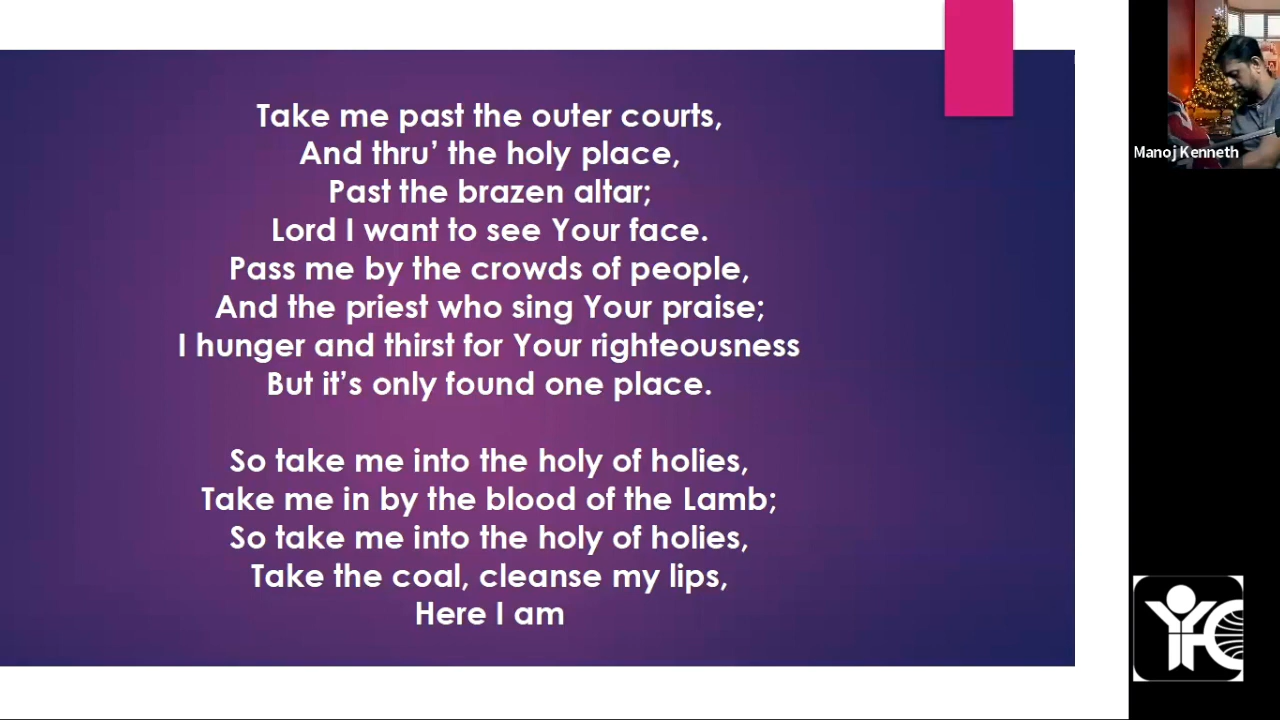 Take me past the outer courts,
And thru’ the holy place,
Past the brazen altar;
Lord I want to see Your face.
Pass me by the crowds of people,
And the priest who sing Your praise;
I hunger and thirst for Your righteousness
But it’s only found one place.
So take me into the holy of holies,
Take me in by the blood of the Lamb;
So take me into the holy of holies,
Take the coal, cleanse my lips,
Here I am
Manoj Kenneth
YFC